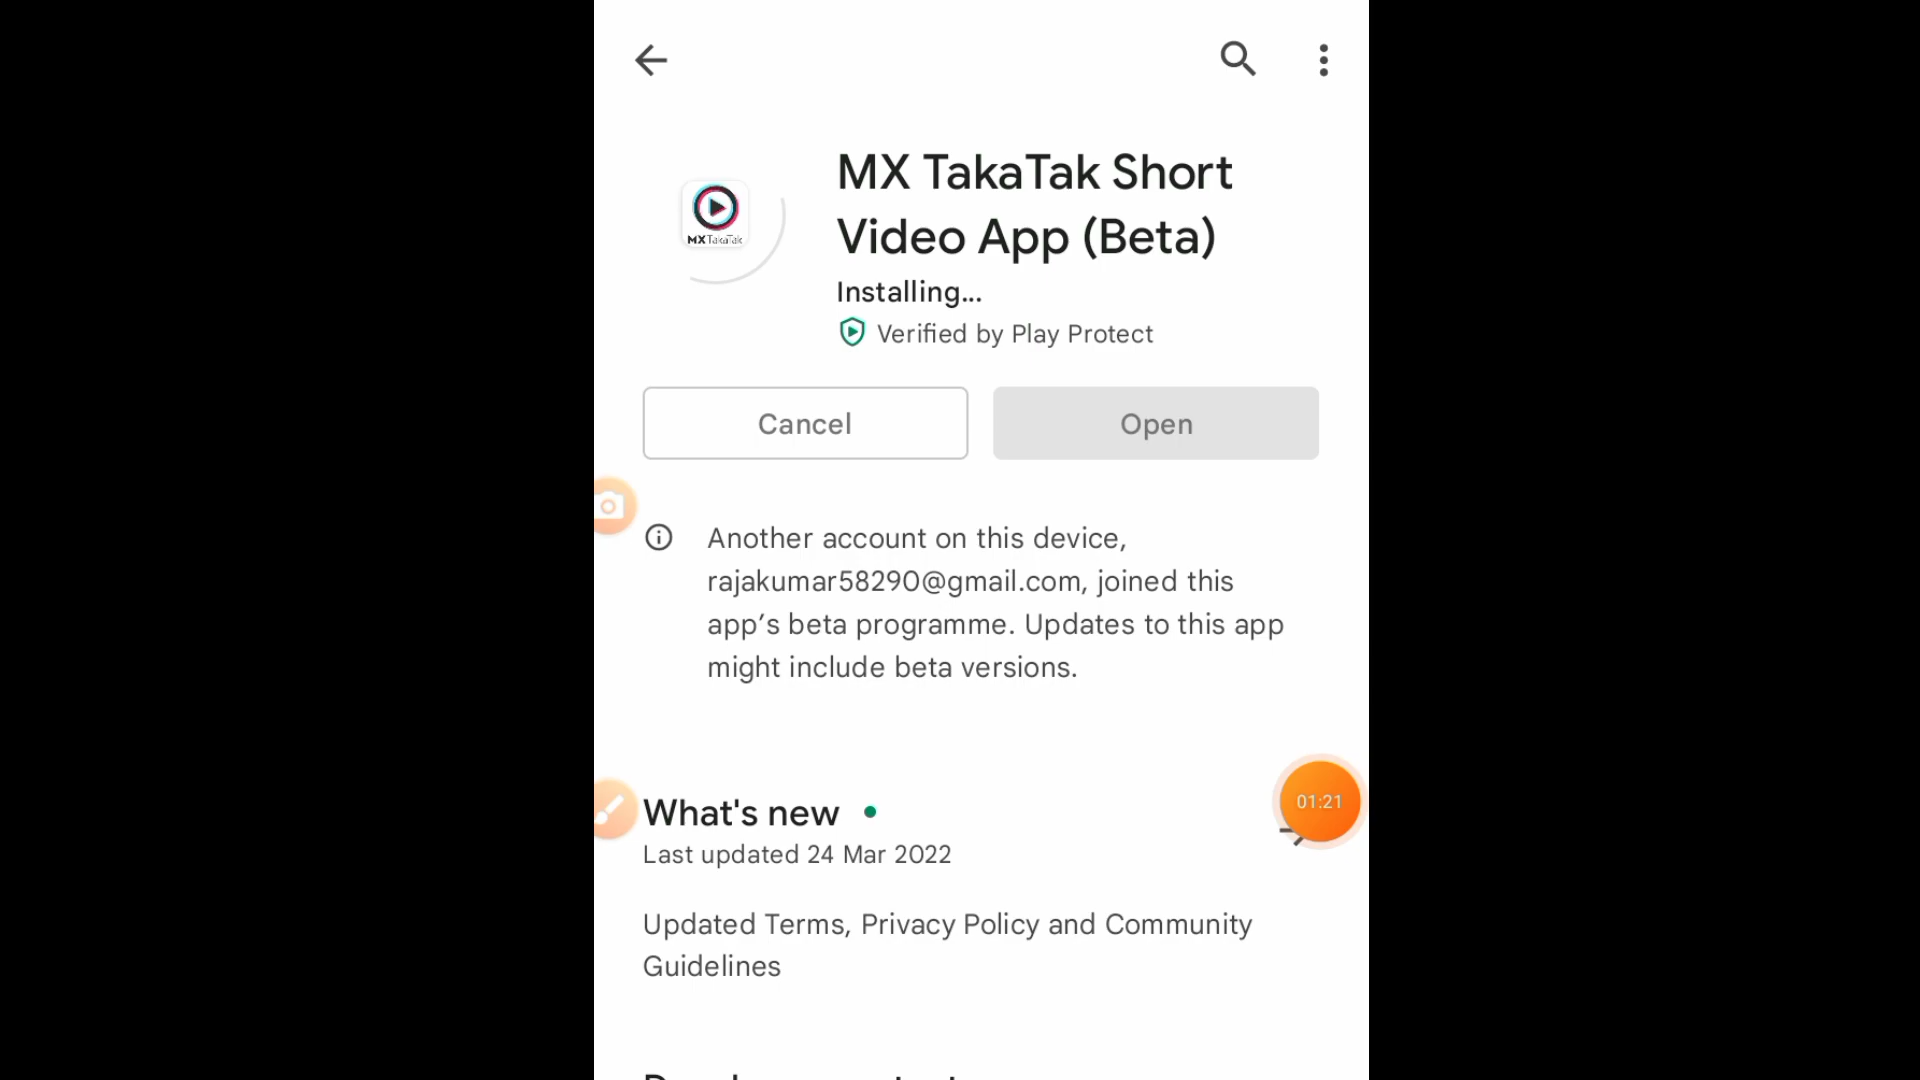 MX TakaTak Short
Video App (Beta)
MX TakaTak
Installing...
Verified by Play Protect
Cancel
Open
Another account on this device,
rajakumar58290@gmail.com, joined this
app’s beta programme. Updates to this app
might include beta versions.
01:21
What's new
Last updated 24 Mar 2022
Updated Terms, Privacy Policy and Community
Guidelines